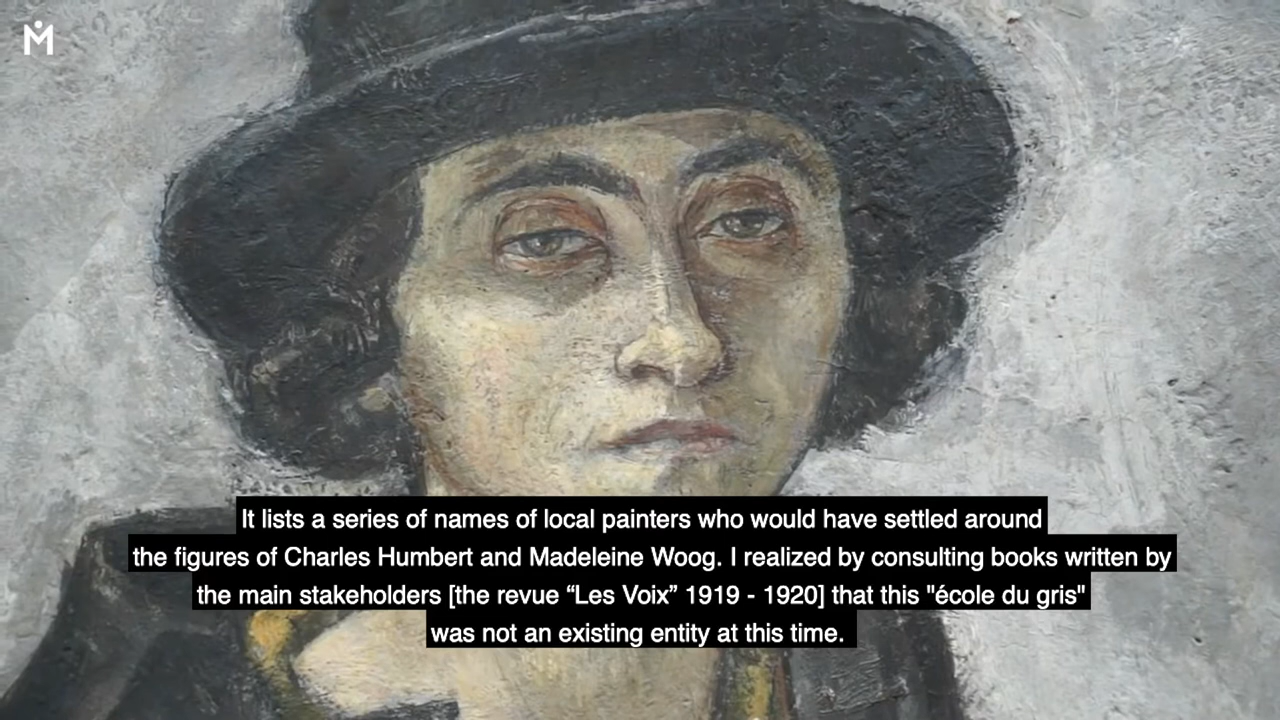 M
It lists a series of names of local painters who would have settled around
the figures of Charles Humbert and Madeleine Woog. I realized by consulting books written by
the main stakeholders [the revue “Les Voix” 1919 - 1920] that this "école du gris"
was not an existing entity at this time.